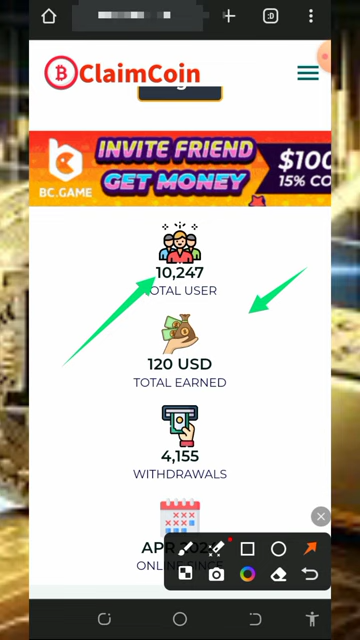 ClaimCoin
INVITE FRIEND
GET MONEY
$100
15% CO
BC.GAME
10,247
TOTAL USER
120 USD
TOTAL EARNED
4,155
WITHDRAWALS
APR
ONLINE SINCE